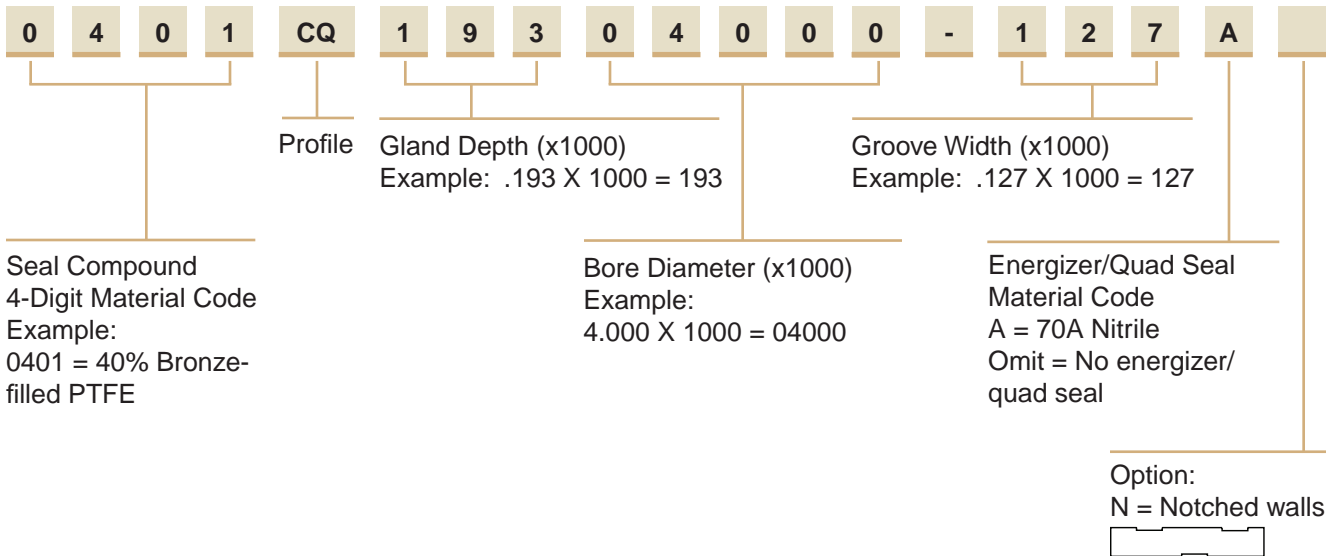 0 4 0 1 CQ 1 9 3 0 4 0 0 0 - 1 2 7 A
Profile
Gland Depth (x1000)
Example: .193 X 1000 = 193
Groove Width (x1000)
Example: .127 X 1000 = 127
Seal Compound
4-Digit Material Code
Example:
0401 = 40% Bronze-
filled PTFE
Bore Diameter (x1000)
Example:
4.000 X 1000 = 04000
Energizer/Quad Seal
Material Code
A = 70A Nitrile
Omit = No energizer/
quad seal
Option:
N = Notched walls